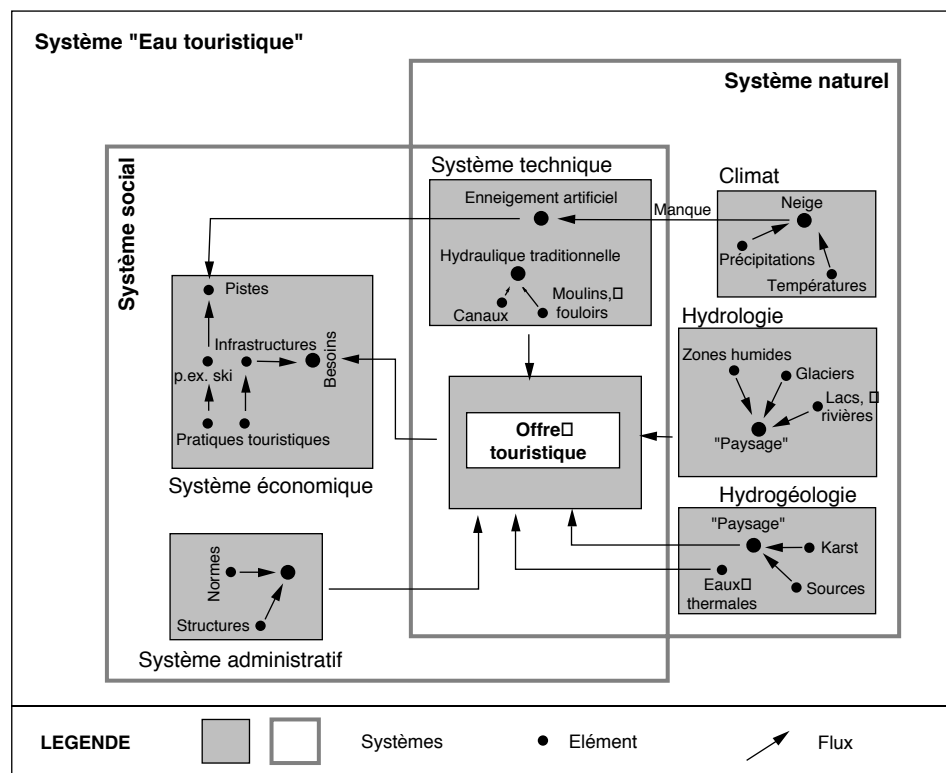 Système "Eau touristique"
Système naturel
Système social
Système technique
Enneigement artificiel
Hydraulique traditionnelle
Canaux
Moulins,
fouloirs
Manque
Climat
Neige
Précipitations
Températures
Pistes
Infrastructures
Besoins
p.ex. ski
Pratiques touristiques
Système économique
Offre
touristique
Hydrologie
Zones humides
Glaciers
Lacs,
rivières
"Paysage"
Hydrogéologie
"Paysage"
Karst
Eaux
thermales
Sources
Normes
Structures
Système administratif
LEGENDE
Systèmes
Elément
Flux